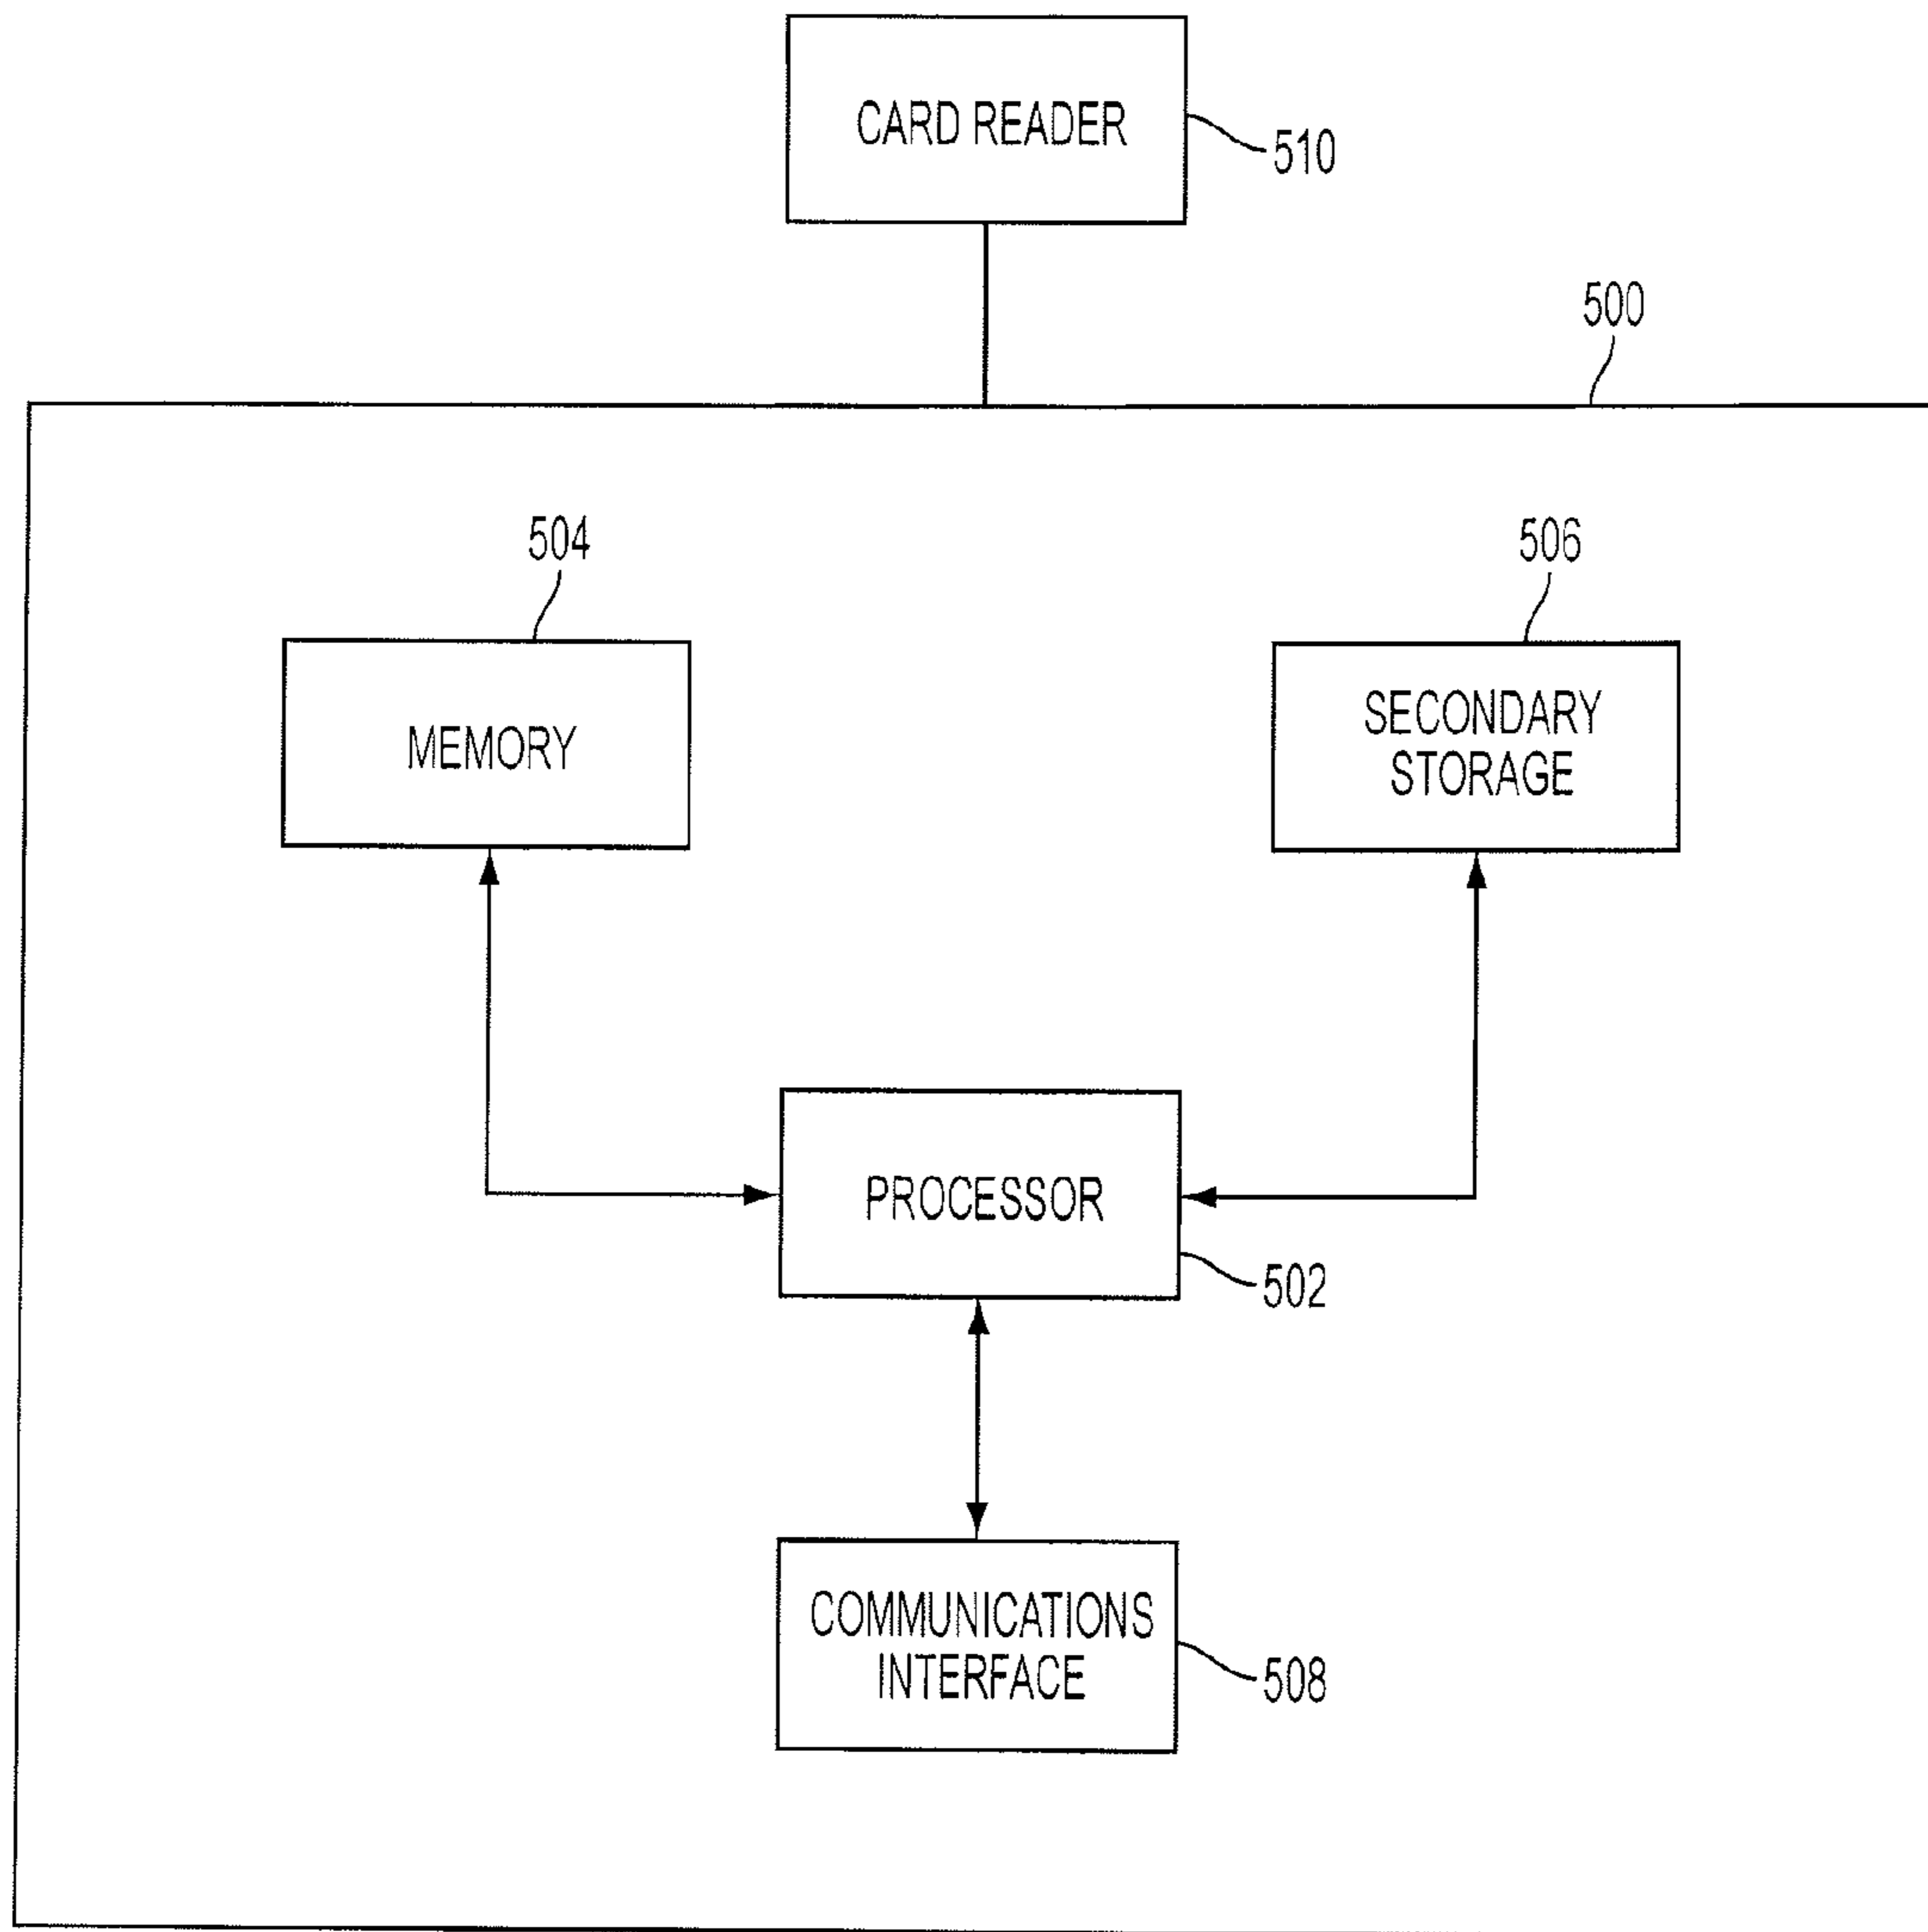 CARD READER
510
500
504
506
MEMORY
SECONDARY
STORAGE
PROCESSOR
502
COMMUNICATIONS
INTERFACE
508